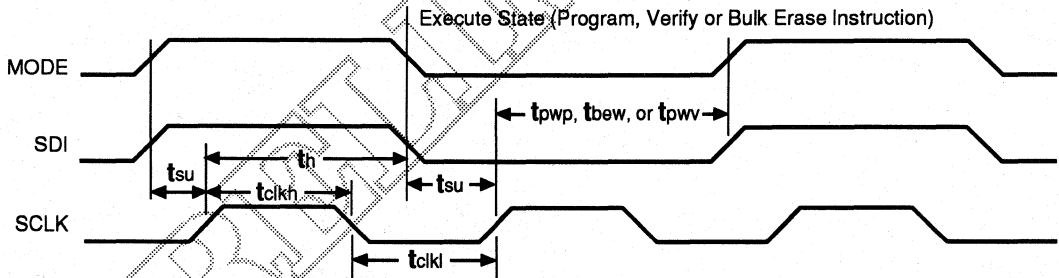 Execute State (Program, Verify or Bulk Erase Instruction)
MODE
tpwp, tbew, or tpwv
SDI
tsu
th
tclkh
tsu
SCLK
tclkl